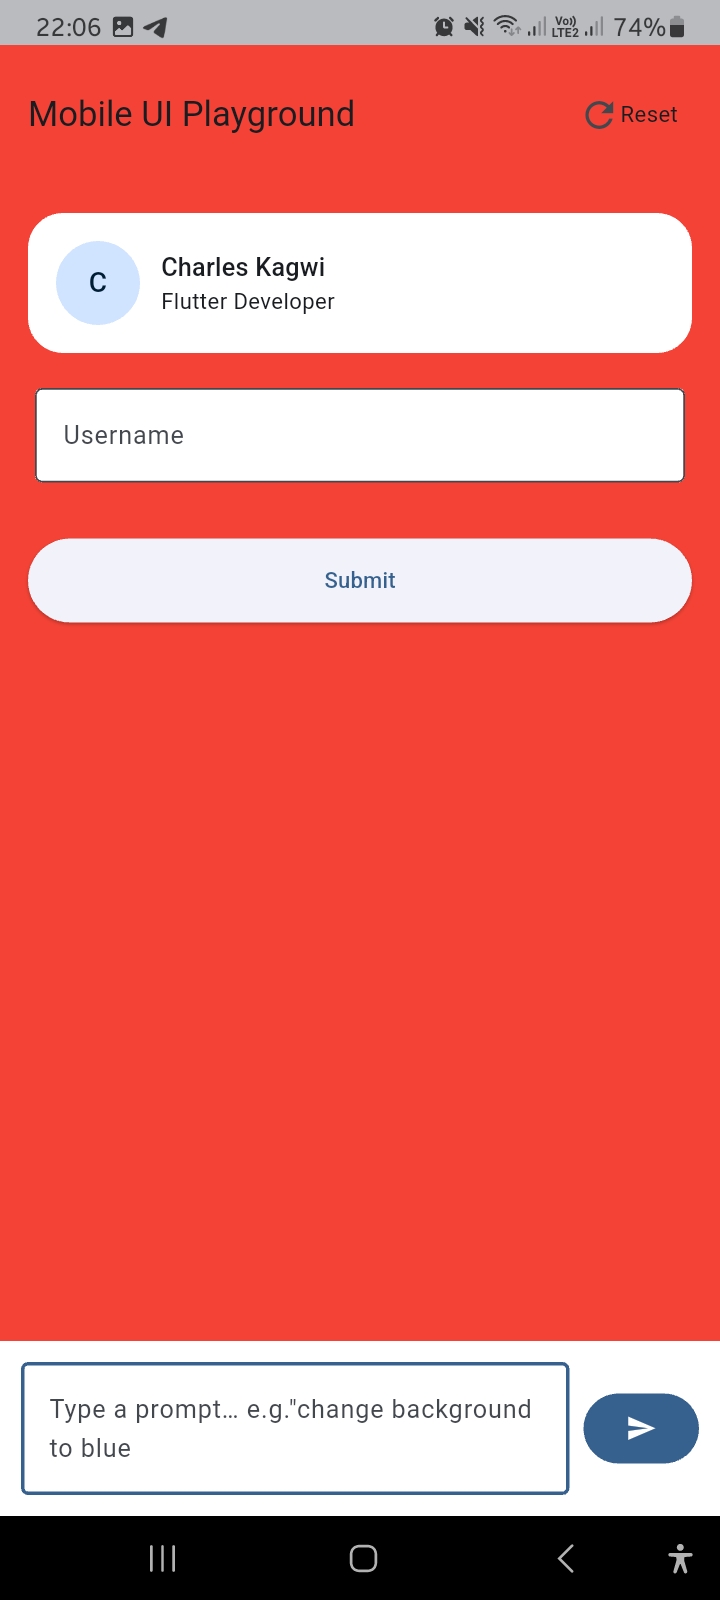 22:06 Vo)) LTE2 74%
Mobile UI Playground Reset
C
Charles Kagwi
Flutter Developer
Username
Submit
Type a prompt... e.g."change background
to blue